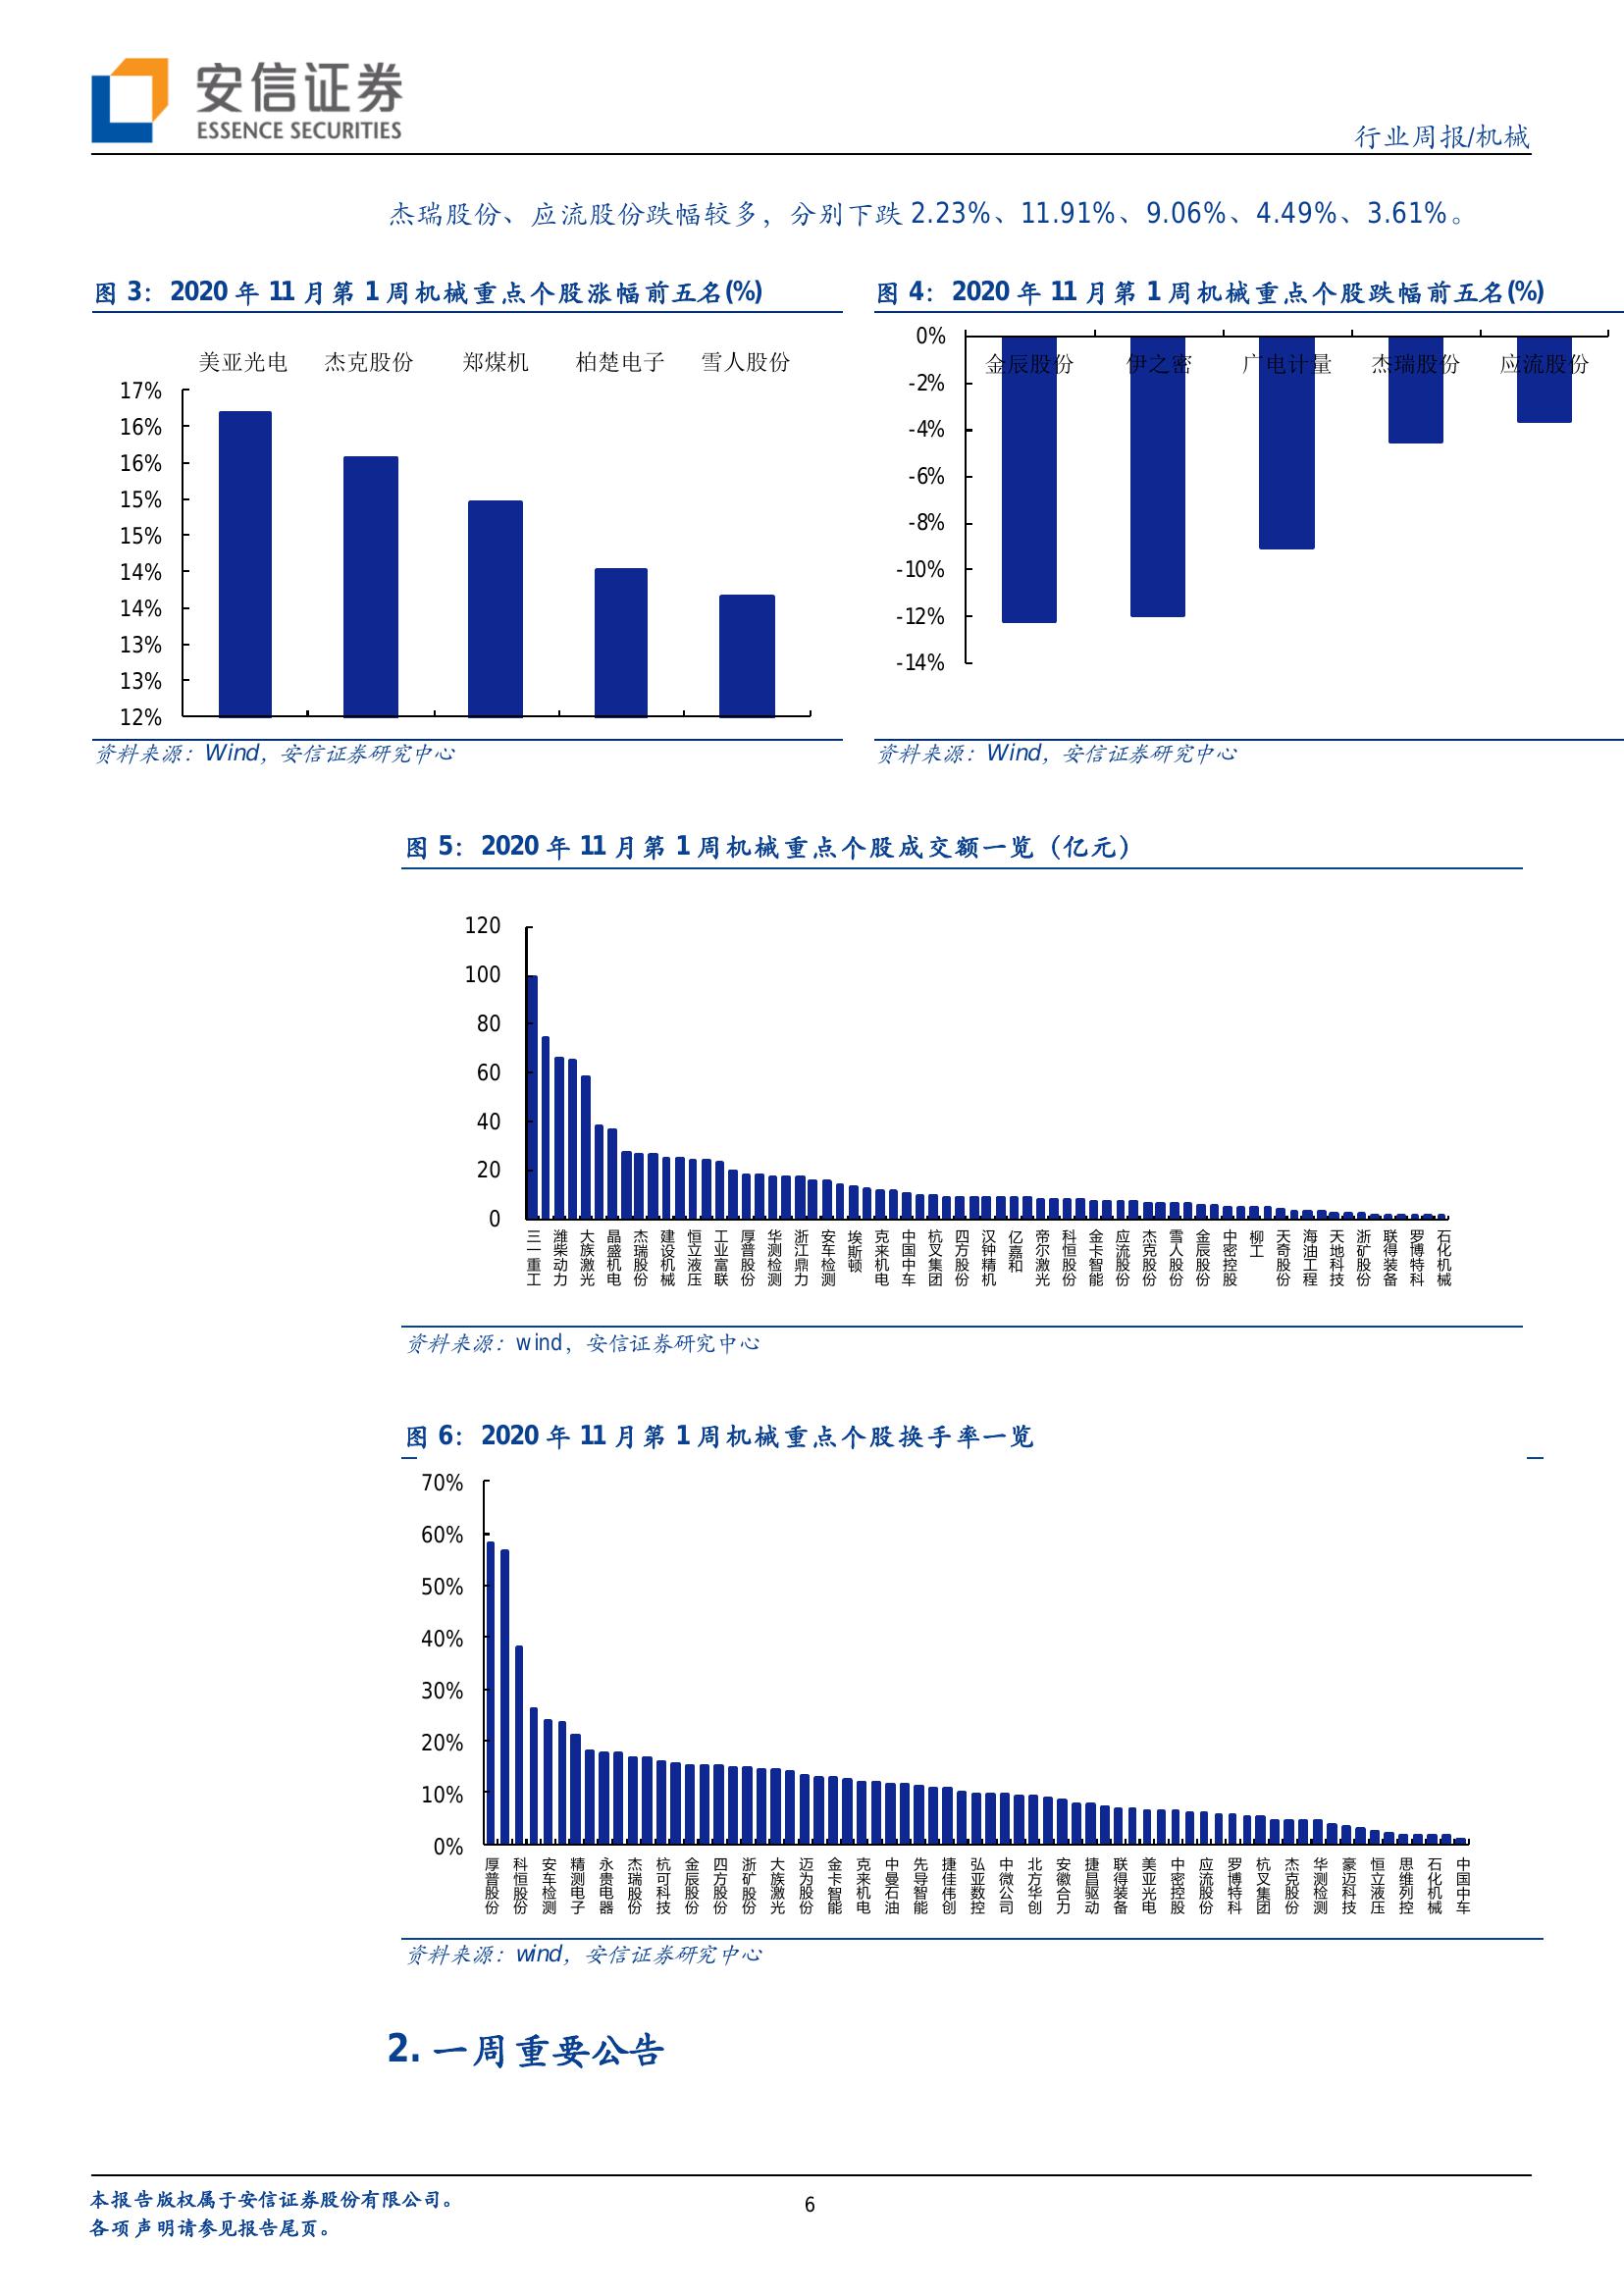 安信证券
ESSENCE SECURITIES
行业周报/机械
杰瑞股份、应流股份跌幅较多，分别下跌 2.23%、11.91%、9.06%、4.49%、3.61%。
图 3：2020 年 11 月第 1 周机械重点个股涨幅前五名(%)
美亚光电 杰克股份 郑煤机 柏楚电子 雪人股份
17%
16%
16%
15%
15%
14%
14%
13%
13%
12%
资料来源：Wind，安信证券研究中心
图 4：2020 年 11 月第 1 周机械重点个股跌幅前五名(%)
0%
金辰股份 伊之密 广电计量 杰瑞股份 应流股份
-2%
-4%
-6%
-8%
-10%
-12%
-14%
资料来源：Wind，安信证券研究中心
图 5：2020 年 11 月第 1 周机械重点个股成交额一览（亿元）
120
100
80
60
40
20
0
三一重工 潍柴动力 大族激光 晶盛机电 杰瑞股份 建设机械 恒立液压 工业富联 厚普股份 华测检测 浙江鼎力 安车检测 埃斯顿 克来机电 中国中车 杭叉集团 四方股份 汉钟精机 亿嘉和 帝尔激光 科恒股份 金卡智能 应流股份 杰克股份 雪人股份 金辰股份 中密控股 柳工 天奇股份 海油工程 天地科技 浙矿股份 联得装备 罗博特科 石化机械
资料来源：wind，安信证券研究中心
图 6：2020 年 11 月第 1 周机械重点个股换手率一览
70%
60%
50%
40%
30%
20%
10%
0%
厚普股份 科恒股份 安车检测 精测电子 永贵电器 杰瑞股份 杭可科技 金辰股份 四方股份 浙矿股份 大族激光 迈为股份 金卡智能 克来机电 中曼石油 先导智能 捷佳伟创 弘亚数控 中微公司 北方华创 安徽合力 捷昌驱动 联得装备 美亚光电 中密控股 应流股份 罗博特科 杭叉集团 杰克股份 华测检测 豪迈科技 恒立液压 思维列控 石化机械 中国中车
资料来源：wind，安信证券研究中心
2. 一周重要公告
本报告版权属于安信证券股份有限公司。
各项声明请参见报告尾页。
6